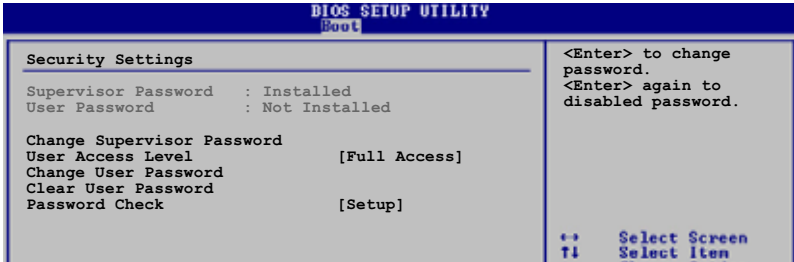 BIOS SETUP UTILITY
Boot
Security Settings
Supervisor Password : Installed
User Password : Not Installed
Change Supervisor Password
User Access Level [Full Access]
Change User Password
Clear User Password
Password Check [Setup]
<Enter> to change
password.
<Enter> again to
disabled password.
↔ Select Screen
↑↓ Select Item